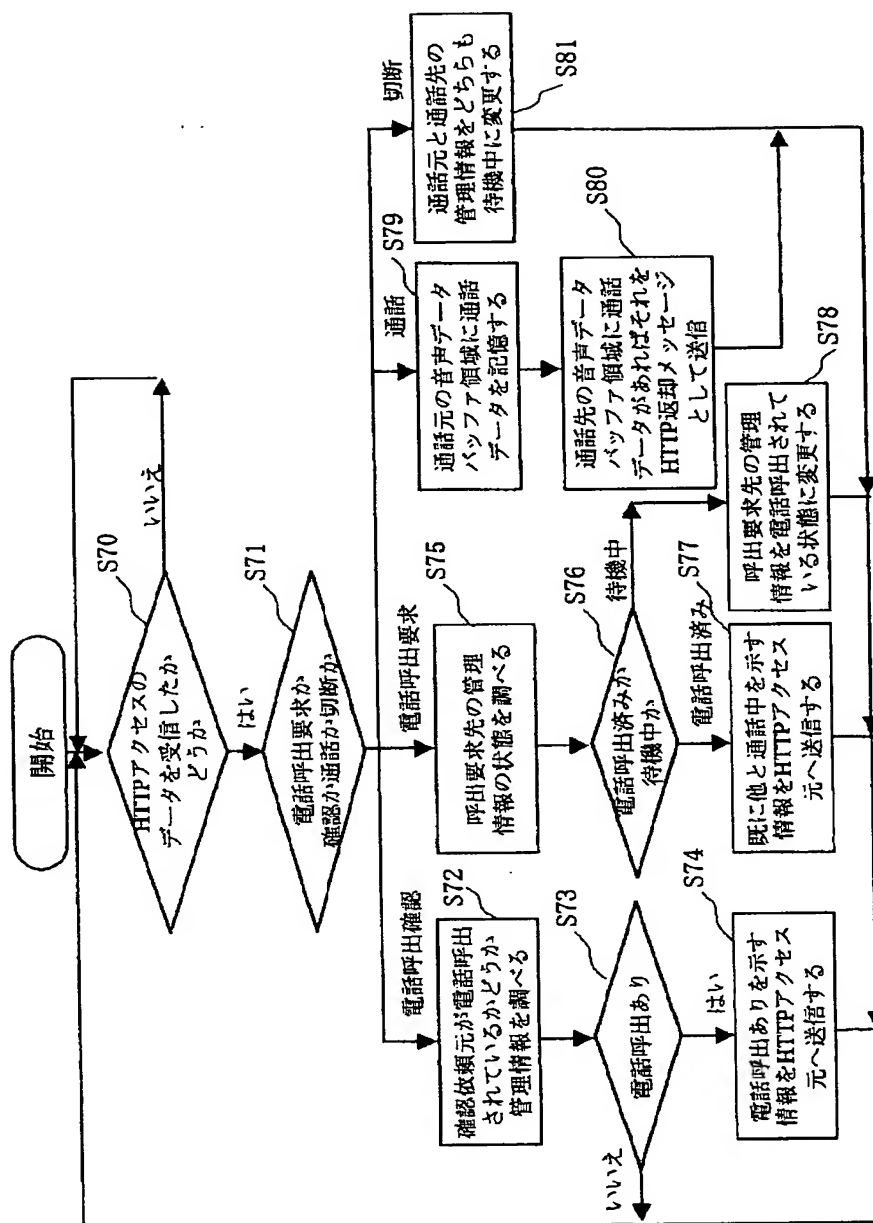 開始
S70
HTTPアクセスの
データを受信したか
どうか
いいえ
はい
S71
電話呼出要求か
確認か通話か切断か
電話呼出確認
S72
確認依頼元が電話呼出
されているかどうか
管理情報を調べる
S73
電話呼出あり
いいえ
はい
S74
電話呼出ありを示す
情報をHTTPアクセス
元へ送信する
電話呼出要求
S75
呼出要求先の管理
情報の状態を調べる
S76
電話呼出済みか
待機中か
待機中
電話呼出済み
S77
既に他と通話中を示す
情報をHTTPアクセス
元へ送信する
S78
呼出要求先の管理
情報を電話呼出されて
いる状態に変更する
通話
S79
通話元の音声データ
バッファ領域に通話
データを記憶する
S80
通話先の音声データ
バッファ領域に通話
データがあればそれを
HTTP返却メッセージ
として送信
切断
S81
通話元と通話先の
管理情報をどちらも
待機中に変更する